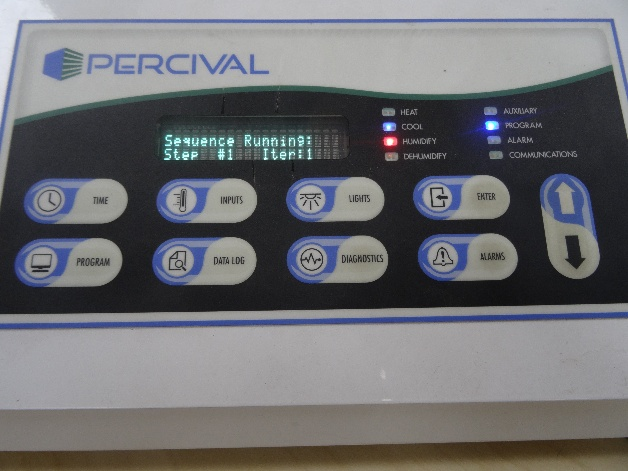 PERCIVAL
Sequence Running:
Step #1 Iter:1
HEAT
COOL
HUMIDIFY
DEHUMIDIFY
AUXILIARY
PROGRAM
ALARM
COMMUNICATIONS
TIME
INPUTS
LIGHTS
ENTER
PROGRAM
DATA LOG
DIAGNOSTICS
ALARMS